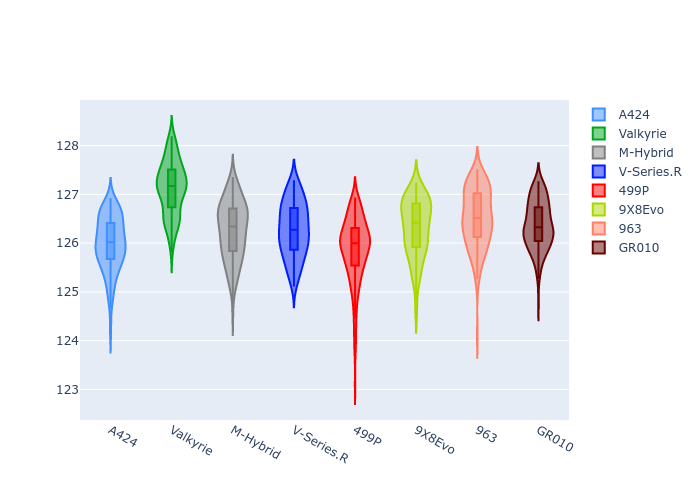 128
127
126
125
124
123
A424
Valkyrie
M-Hybrid
V-Series.R
499P
9X8Evo
963
GR010
A424
Valkyrie
M-Hybrid
V-Series.R
499P
9X8Evo
963
GR010